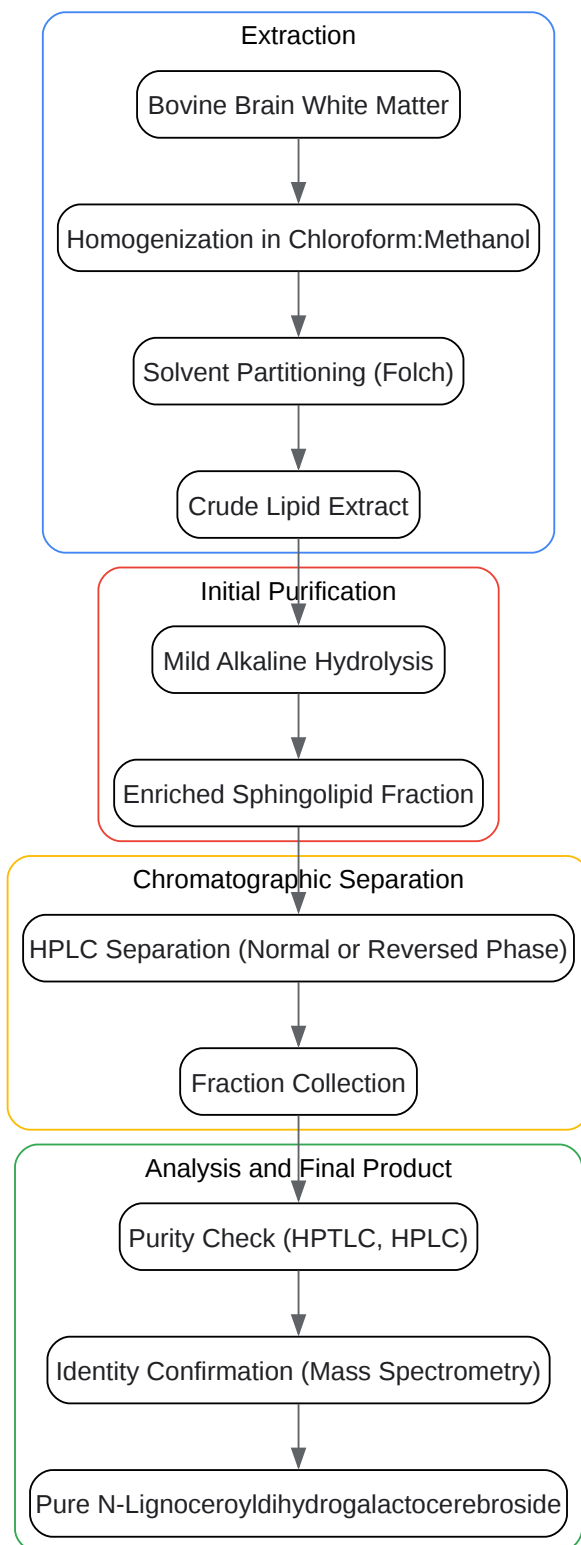 Extraction
Bovine Brain White Matter
Homogenization in Chloroform:Methanol
Solvent Partitioning (Folch)
Crude Lipid Extract
Initial Purification
Mild Alkaline Hydrolysis
Enriched Sphingolipid Fraction
Chromatographic Separation
HPLC Separation (Normal or Reversed Phase)
Fraction Collection
Analysis and Final Product
Purity Check (HPTLC, HPLC)
Identity Confirmation (Mass Spectrometry)
Pure N-Lignoceroyldihydrogalactocerebroside